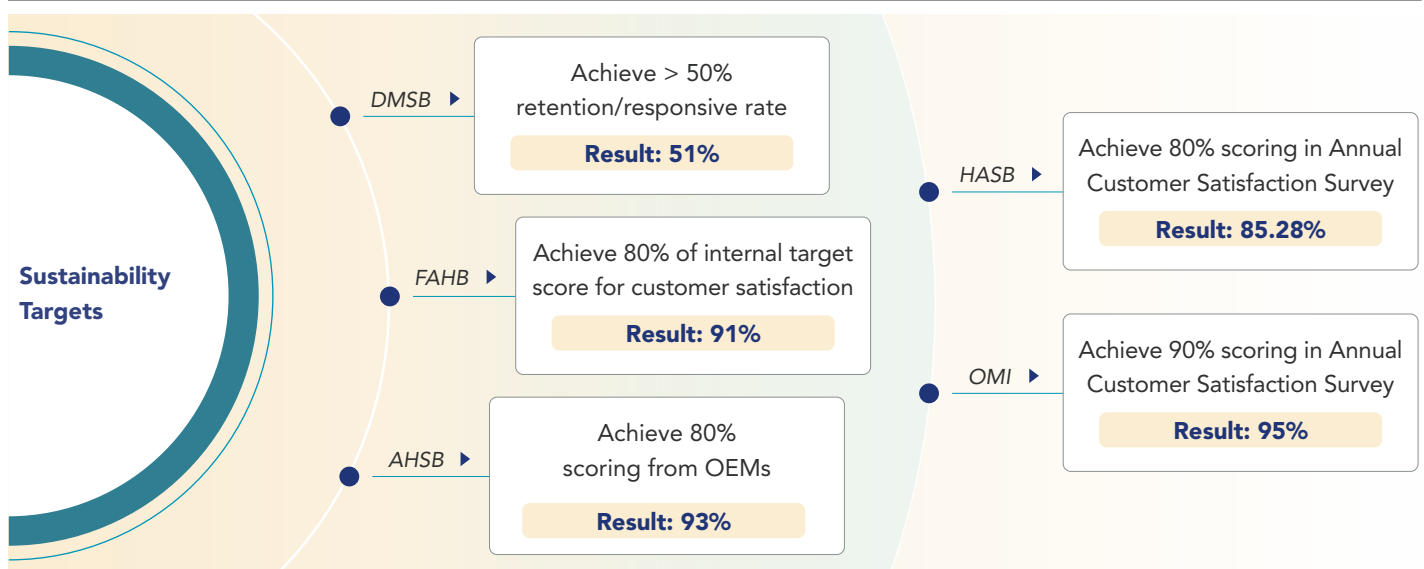 Sustainability
Targets
DMSB
Achieve > 50%
retention/responsive rate
Result: 51%
FAHB
Achieve 80% of internal target
score for customer satisfaction
Result: 91%
AHSB
Achieve 80%
scoring from OEMs
Result: 93%
HASB
Achieve 80% scoring in Annual
Customer Satisfaction Survey
Result: 85.28%
OMI
Achieve 90% scoring in Annual
Customer Satisfaction Survey
Result: 95%